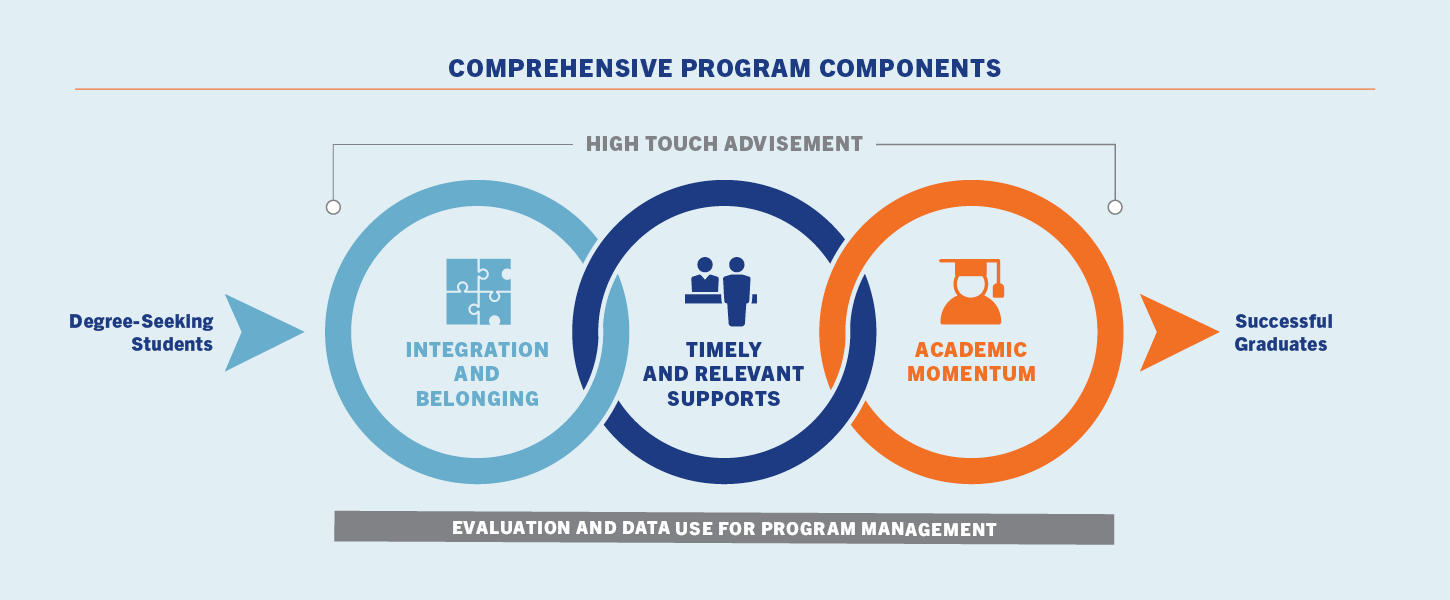 COMPREHENSIVE PROGRAM COMPONENTS
HIGH TOUCH ADVISEMENT
Degree-Seeking
Students
INTEGRATION
AND
BELONGING
TIMELY
AND RELEVANT
SUPPORTS
ACADEMIC
MOMENTUM
Successful
Graduates
EVALUATION AND DATA USE FOR PROGRAM MANAGEMENT